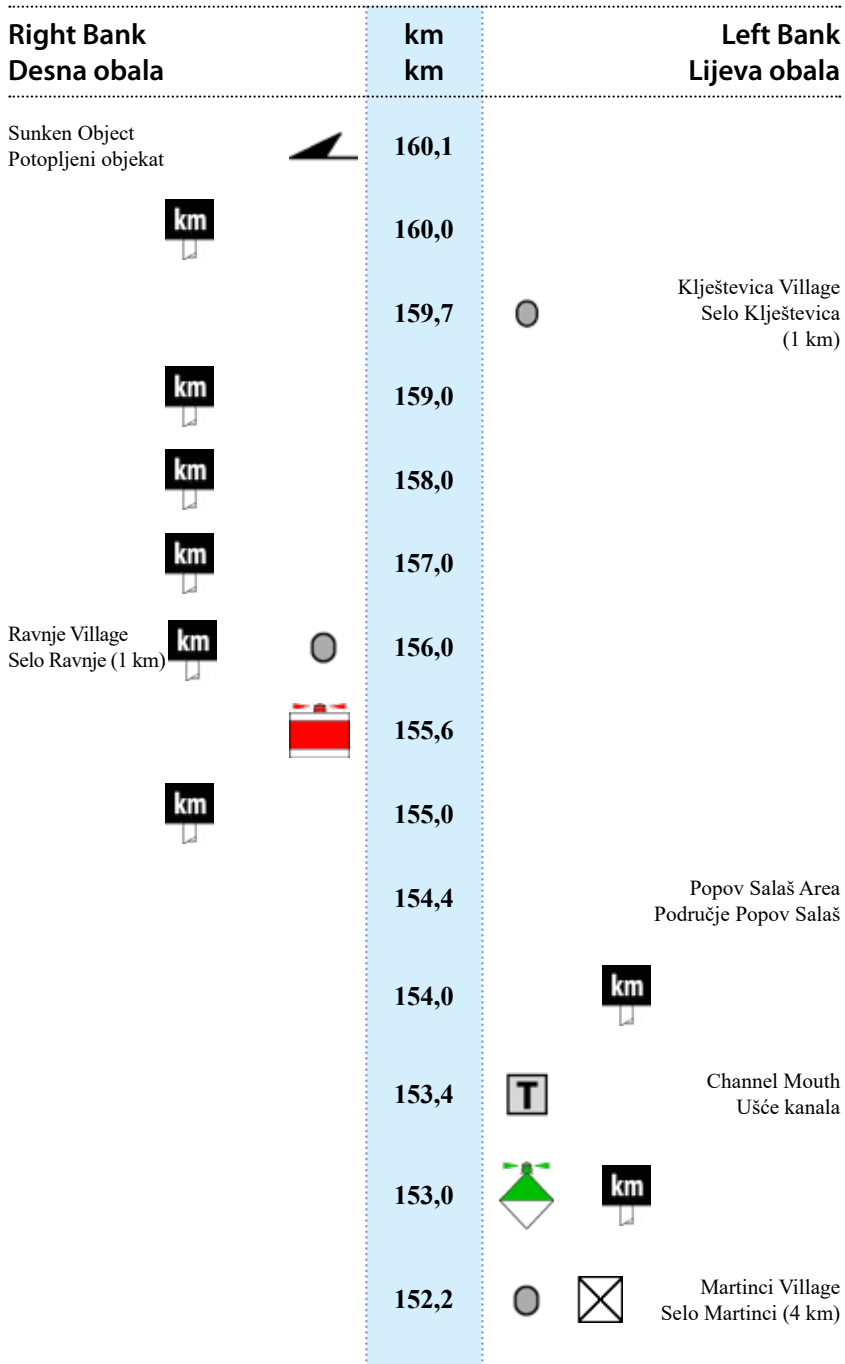 Right Bank km Left Bank
Desna obala km Lijeva obala
Sunken Object
Potopljeni objekat
160,1
km 160,0
Klještevica Village
159,7 Selo Klještevica
(1 km)
km 159,0
km 158,0
km 157,0
Ravnje Village
Selo Ravnje (1 km) km 156,0
155,6
km 155,0
154,4
Popov Salaš Area
Područje Popov Salaš
154,0 km
153,4 T
Channel Mouth
Ušće kanala
153,0 km
152,2
Martinci Village
Selo Martinci (4 km)